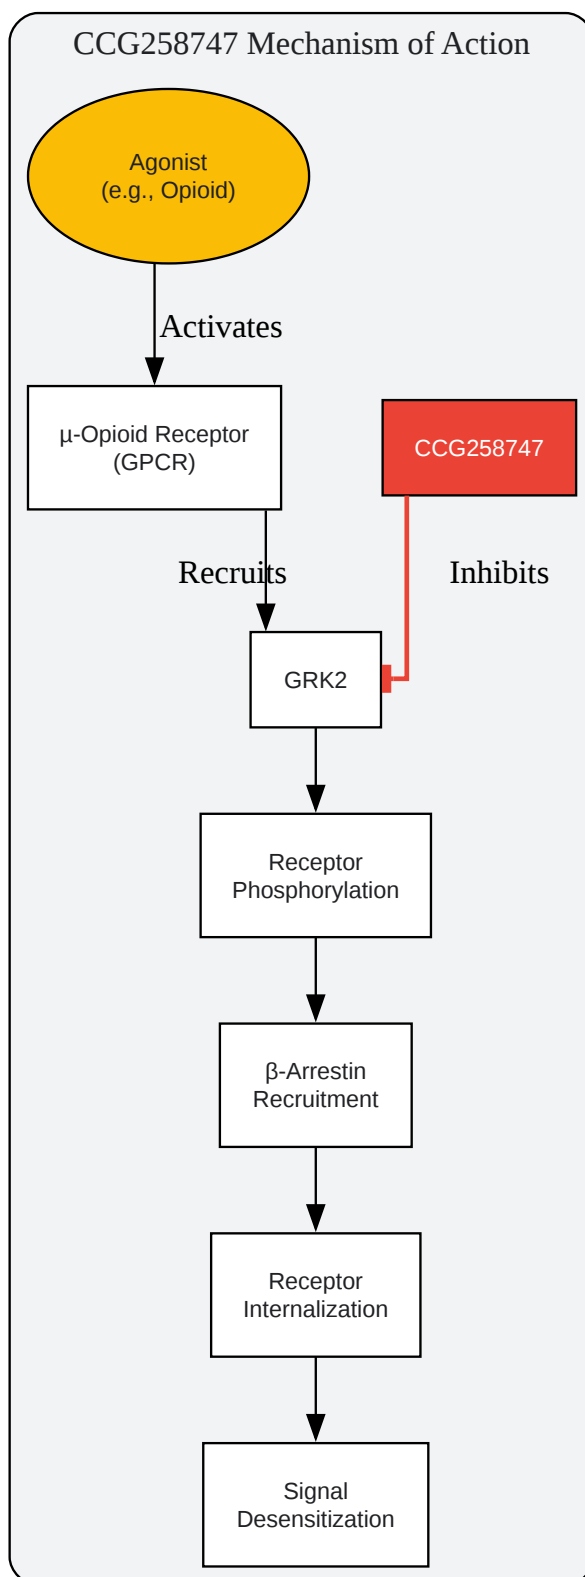 CCG258747 Mechanism of Action
Agonist
(e.g., Opioid)
Activates
μ-Opioid Receptor
(GPCR)
CCG258747
Recruits
Inhibits
GRK2
Receptor
Phosphorylation
β-Arrestin
Recruitment
Receptor
Internalization
Signal
Desensitization